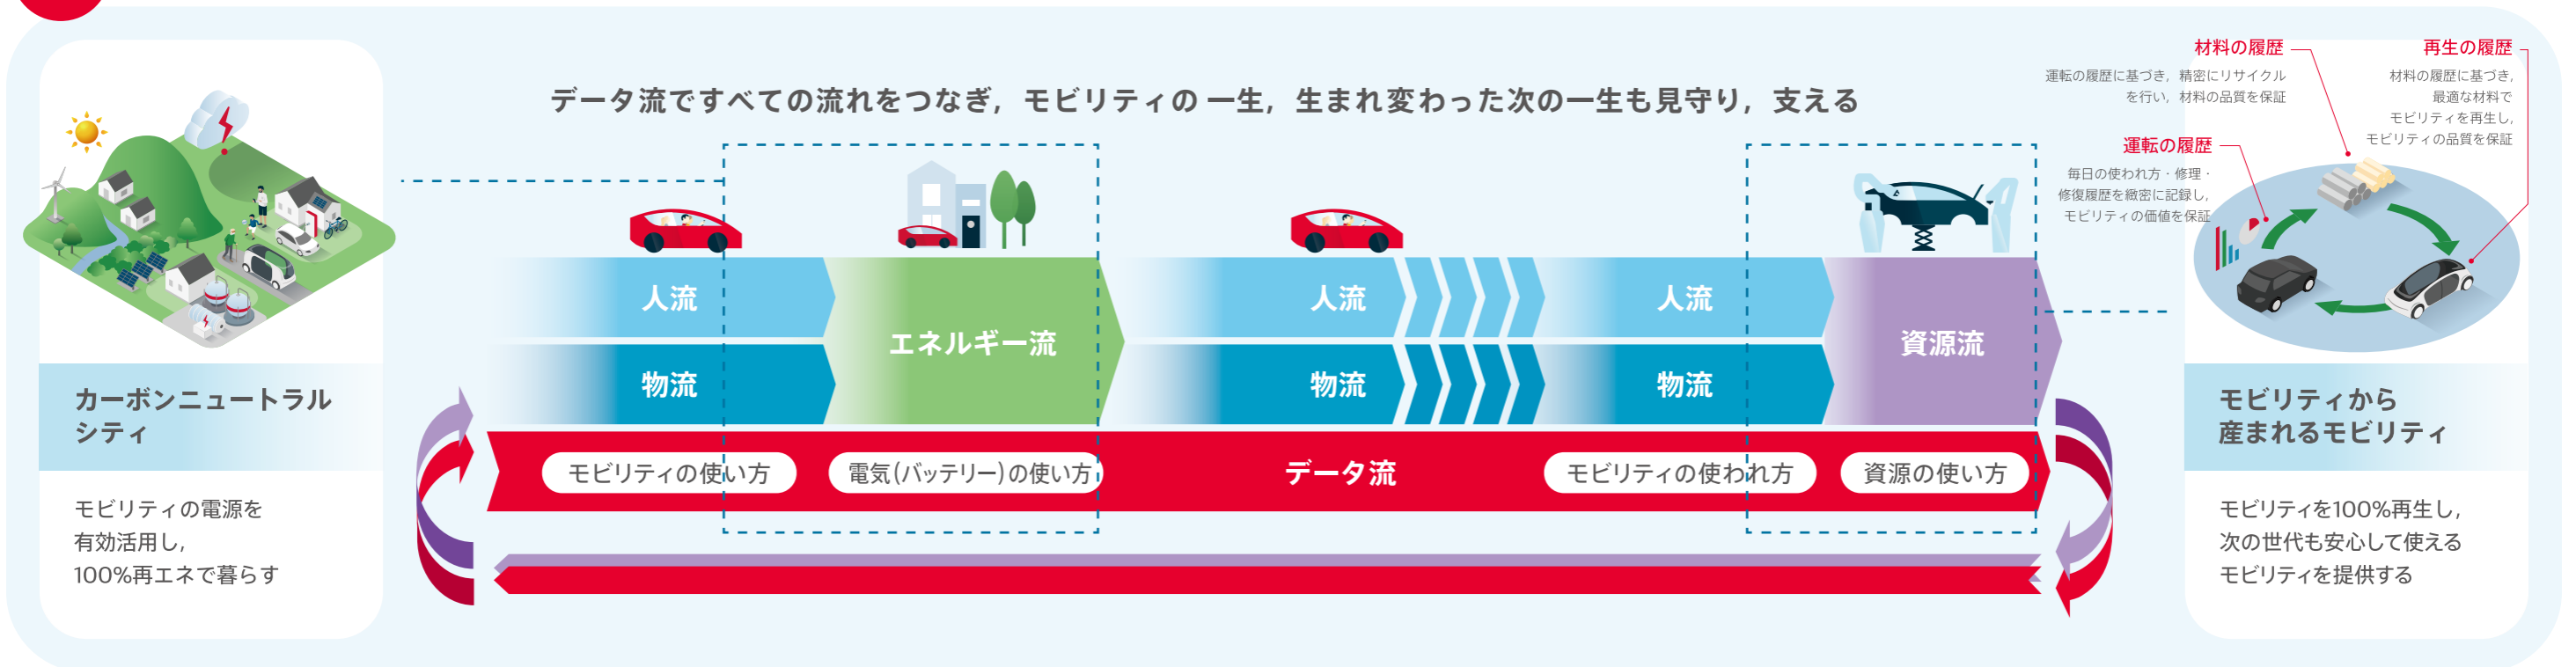 データ流ですべての流れをつなぎ，モビリティの一生，生まれ変わった次の一生も見守り，支える
カーボンニュートラル
シティ
モビリティの電源を
有効活用し，
100%再エネで暮らす
人流
物流
エネルギー流
人流
物流
人流
物流
資源流
モビリティの使い方
電気（バッテリー）の使い方
データ流
モビリティの使われ方
資源の使い方
材料の履歴
運転の履歴に基づき，精密にリサイクル
を行い，材料の品質を保証
再生の履歴
材料の履歴に基づき，
最適な材料で
モビリティを再生し，
モビリティの品質を保証
運転の履歴
毎日の使われ方・修理・
修復履歴を緻密に記録し，
モビリティの価値を保証
モビリティから
産まれるモビリティ
モビリティを100%再生し，
次の世代も安心して使える
モビリティを提供する